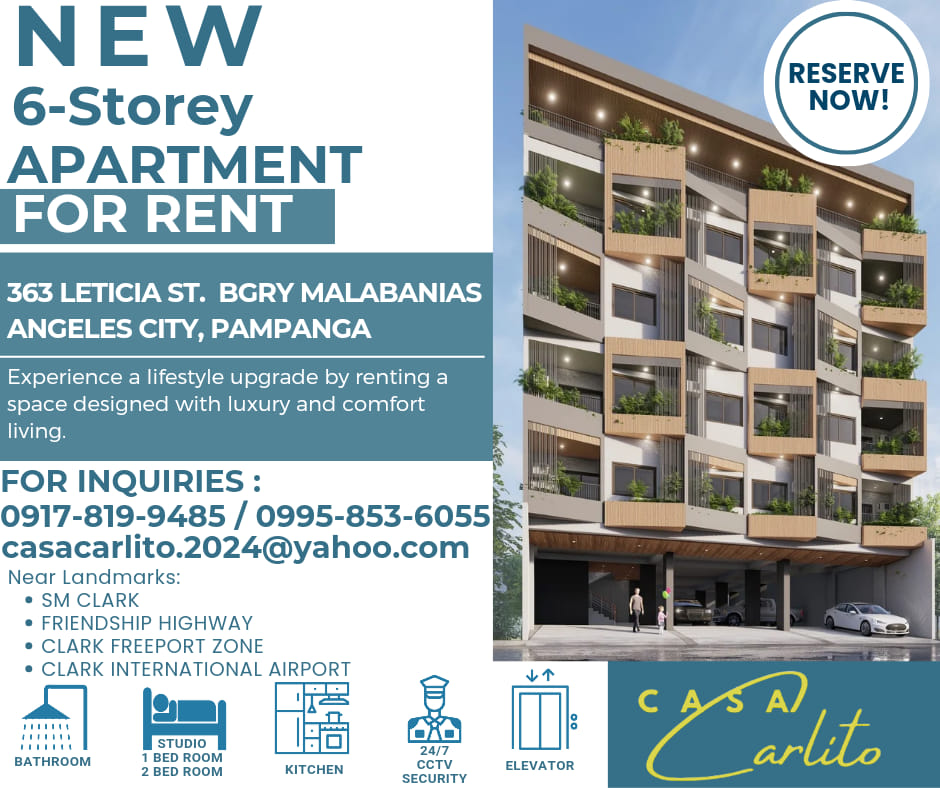 NEW
6-Storey
APARTMENT
FOR RENT
RESERVE
NOW!
363 LETICIA ST. BGRY MALABANIAS
ANGELES CITY, PAMPANGA
Experience a lifestyle upgrade by renting a
space designed with luxury and comfort
living.
FOR INQUIRIES :
0917-819-9485 / 0995-853-6055
casacarlito.2024@yahoo.com
Near Landmarks:
• SM CLARK
• FRIENDSHIP HIGHWAY
• CLARK FREEPORT ZONE
• CLARK INTERNATIONAL AIRPORT
BATHROOM
STUDIO
1 BED ROOM
2 BED ROOM
KITCHEN
24/7
CCTV
SECURITY
ELEVATOR
CASA
Carlito